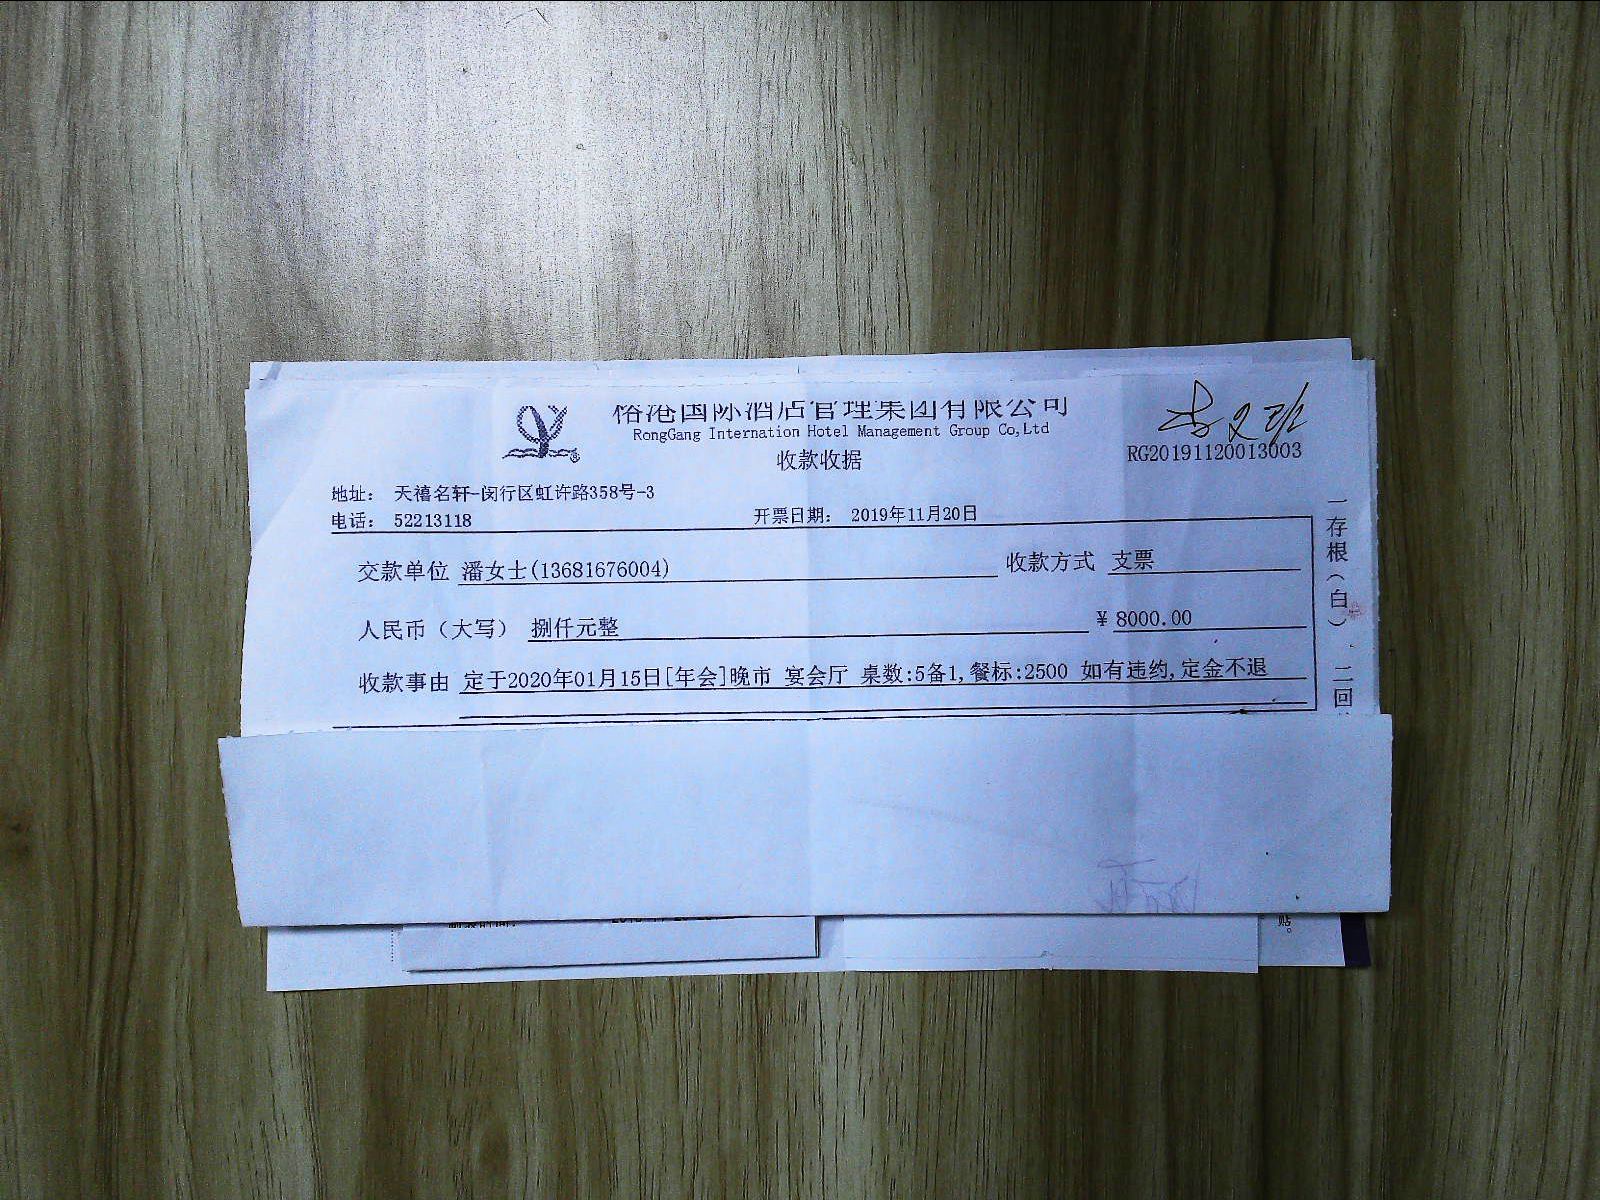 榕港国际酒店管理集团有限公司
RongGang Internation Hotel Management Group Co,Ltd
收款收据
RG20191120013003
地址： 天禧名轩-闵行区虹许路358号-3
电话： 52213118
开票日期： 2019年11月20日
交款单位 潘女士(13681676004)
收款方式 支票
人民币（大写） 捌仟元整
¥ 8000.00
收款事由 定于2020年01月15日[年会]晚市 宴会厅 桌数:5备1,餐标:2500 如有违约,定金不退
一存根（白） 二回
贴。